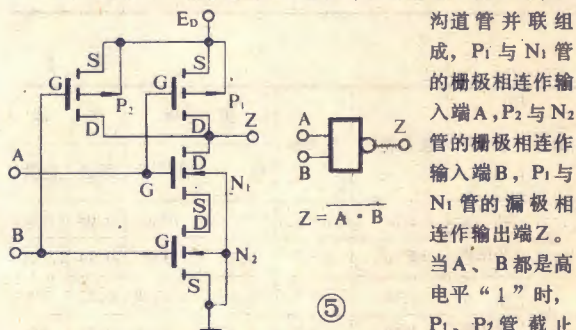 E_D
S
S
G
G
P₂
P₁
D
D
Z
A
D
G
N₁
S
D
B
G
N₂
S
A
B
Z
Z = \overline{A · B}
⑤
沟道管并联组
成，P₁与N₁管
的栅极相连作输
入端A，P₂与N₂
管的栅极相连作
输入端B，P₁与
N₁管的漏极相
连作输出端Z。
当A、B都是高
电平“1”时，
P₁、P₂管截止